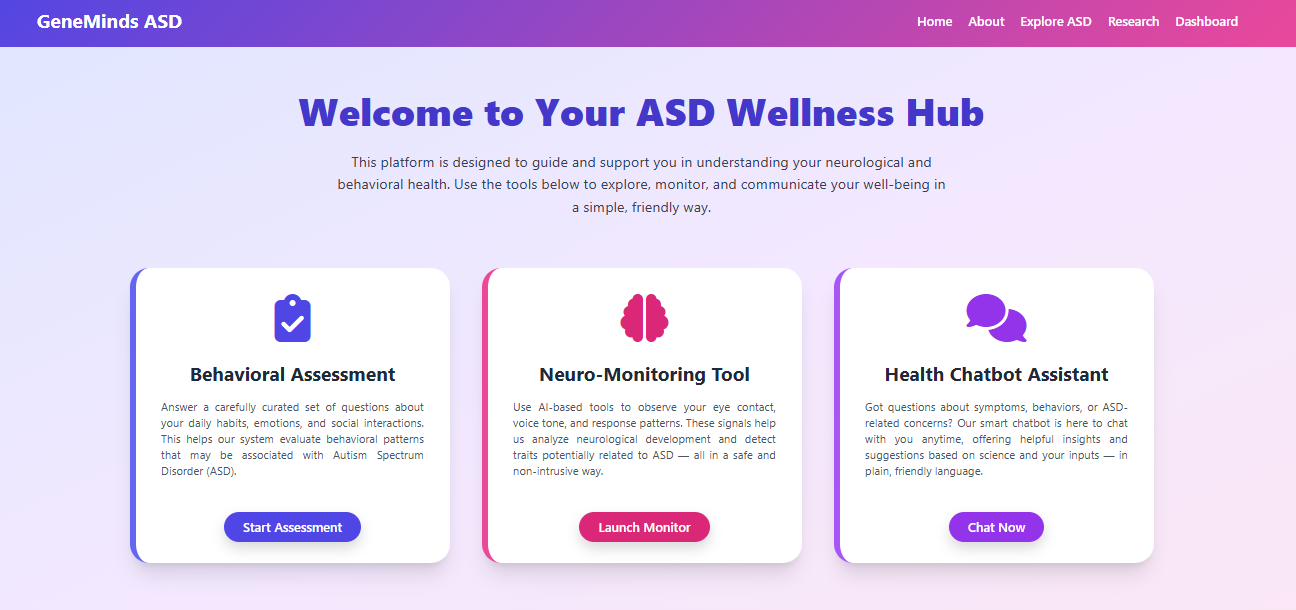 GeneMinds ASD
Home About Explore ASD Research Dashboard
Welcome to Your ASD Wellness Hub
This platform is designed to guide and support you in understanding your neurological and
behavioral health. Use the tools below to explore, monitor, and communicate your well-being in
a simple, friendly way.
Behavioral Assessment
Answer a carefully curated set of questions about
your daily habits, emotions, and social interactions.
This helps our system evaluate behavioral patterns
that may be associated with Autism Spectrum
Disorder (ASD).
Start Assessment
Neuro-Monitoring Tool
Use AI-based tools to observe your eye contact,
voice tone, and response patterns. These signals help
us analyze neurological development and detect
traits potentially related to ASD — all in a safe and
non-intrusive way.
Launch Monitor
Health Chatbot Assistant
Got questions about symptoms, behaviors, or ASD-
related concerns? Our smart chatbot is here to chat
with you anytime, offering helpful insights and
suggestions based on science and your inputs — in
plain, friendly language.
Chat Now